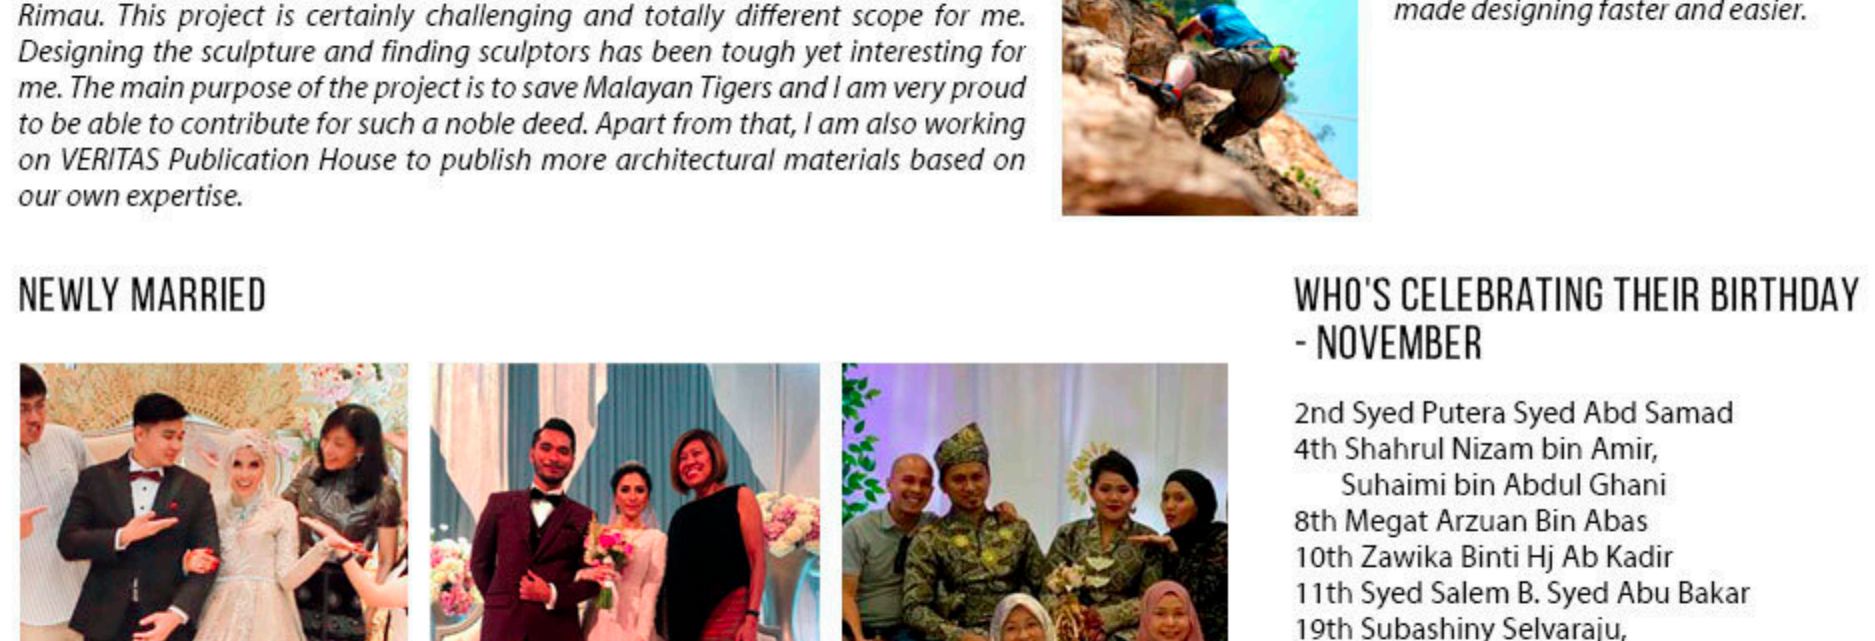 Rimau. This project is certainly challenging and totally different scope for me.
Designing the sculpture and finding sculptors has been tough yet interesting for
me. The main purpose of the project is to save Malayan Tigers and I am very proud
to be able to contribute for such a noble deed. Apart from that, I am also working
on VERITAS Publication House to publish more architectural materials based on
our own expertise.
made designing faster and easier.
NEWLY MARRIED
WHO'S CELEBRATING THEIR BIRTHDAY
- NOVEMBER
2nd Syed Putera Syed Abd Samad
4th Shahrul Nizam bin Amir,
Suhaimi bin Abdul Ghani
8th Megat Arzuan Bin Abas
10th Zawika Binti Hj Ab Kadir
11th Syed Salem B. Syed Abu Bakar
19th Subashiny Selvaraju,